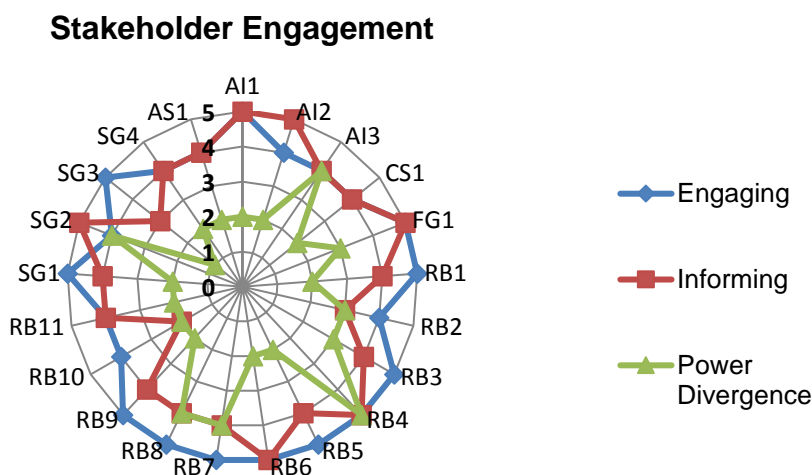 Stakeholder Engagement
AI1
AI2
AI3
CS1
FG1
RB1
RB2
RB3
RB4
RB5
RB6
RB7
RB8
RB9
RB10
RB11
SG1
SG2
SG3
SG4
AS1
5
4
3
2
1
0
Engaging
Informing
Power
Divergence